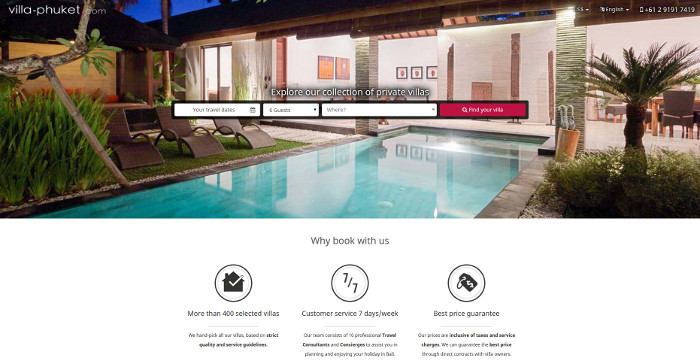 villa-phuket.com
English
+61 2 9191 7419
Explore our collection of private villas
Your travel dates
6 Guests
Where?
Find your villa
Why book with us
7/7
More than 400 selected villas
Customer service 7 days/week
Best price guarantee
We hand-pick all our villas, based on strict
quality and service guidelines.
Our team consists of 10 professional Travel
Consultants and Concierges to assist you in
planning and enjoying your holiday in Bali.
Our prices are inclusive of taxes and service
charges. We can guarantee the best price
through direct contracts with villa owners.